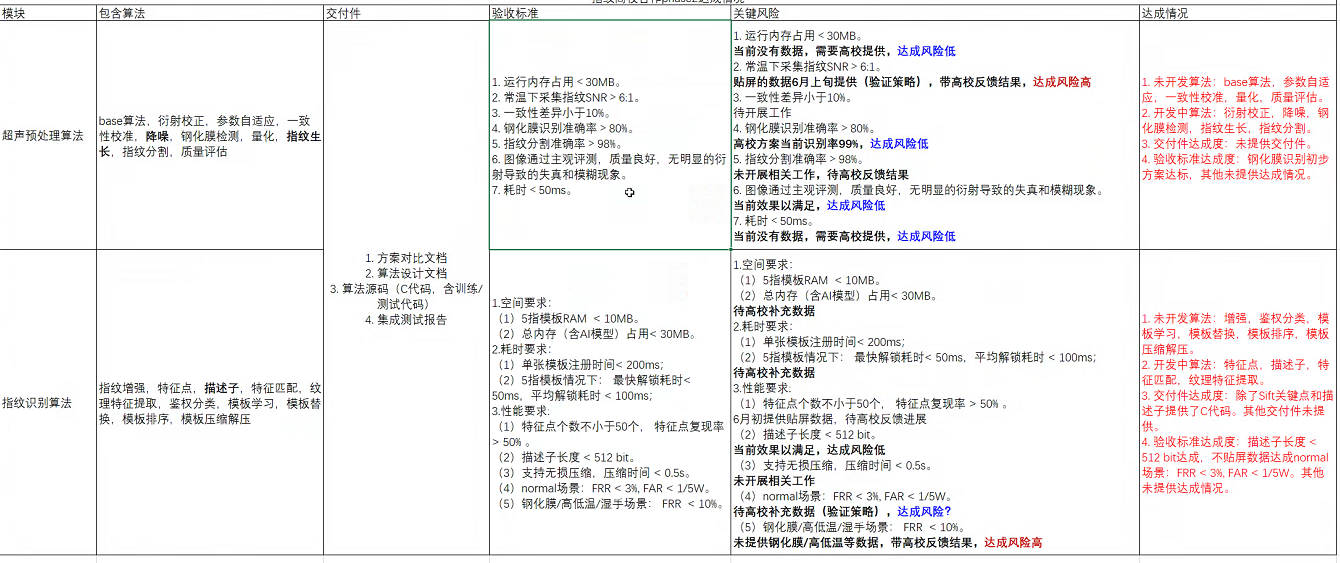 模块
包含算法
交付件
验收标准
关键风险
达成情况
超声预处理算法
base算法，衍射校正，参数自适应，一致
性校准，降噪，钢化膜检测，量化，指纹生
长，指纹分割，质量评估
1. 方案对比文档
2. 算法设计文档
3. 算法源码（C代码，含训练/
测试代码）
4. 集成测试报告
1. 运行内存占用＜30MB。
2. 常温下采集指纹SNR＞6:1。
3. 一致性差异小于10%。
4. 钢化膜识别准确率＞80%。
5. 指纹分割准确率＞98%。
6. 图像通过主观评测，质量良好，无明显的衍
射导致的失真和模糊现象。
7. 耗时＜50ms。
1. 运行内存占用＜30MB。
当前没有数据，需要高校提供，达成风险低
2. 常温下采集指纹SNR＞6:1。
贴屏的数据6月上旬提供（验证策略），带高校反馈结果，达成风险高
3. 一致性差异小于10%。
待开展工作
4. 钢化膜识别准确率＞80%。
高校方案当前识别率99%，达成风险低
5. 指纹分割准确率＞98%。
未开展相关工作，待高校反馈结果
6. 图像通过主观评测，质量良好，无明显的衍射导致的失真和模糊现象。
当前效果以满足，达成风险低
7. 耗时＜50ms。
当前没有数据，需要高校提供，达成风险低
1. 未开发算法：base算法，参数自适
应，一致性校准，量化，质量评估。
2. 开发中算法：衍射校正，降噪，钢
化膜检测，指纹生长，指纹分割。
3. 交付件达成度：未提供交付件。
4. 验收标准达成度：钢化膜识别初步
方案达标，其他未提供达成情况。
指纹识别算法
指纹增强，特征点，描述子，特征匹配，纹
理特征提取，鉴权分类，模板学习，模板替
换，模板排序，模板压缩解压
1.空间要求：
（1）5指模板RAM ＜10MB。
（2）总内存（含AI模型）占用< 30MB。
2.耗时要求：
（1）单张模板注册时间< 200ms;
（2）5指模板情况下： 最快解锁耗时<
50ms，平均解锁耗时 < 100ms;
3.性能要求：
（1）特征点个数不小于50个， 特征点复现率
> 50% 。
（2）描述子长度 < 512 bit。
（3）支持无损压缩，压缩时间 < 0.5s。
（4）normal场景：FRR < 3%, FAR < 1/5W。
（5）钢化膜/高低温/湿手场景： FRR ＜10%。
1.空间要求：
（1）5指模板RAM ＜10MB。
（2）总内存（含AI模型）占用< 30MB。
待高校补充数据
2.耗时要求：
（1）单张模板注册时间< 200ms;
（2）5指模板情况下： 最快解锁耗时< 50ms，平均解锁耗时 < 100ms;
待高校补充数据
3.性能要求：
（1）特征点个数不小于50个， 特征点复现率 > 50% 。
6月初提供贴屏数据，待高校反馈进展
（2）描述子长度 < 512 bit。
当前效果以满足，达成风险低
（3）支持无损压缩，压缩时间 < 0.5s。
未开展相关工作
（4）normal场景：FRR < 3%, FAR < 1/5W。
待高校补充数据（验证策略），达成风险？
（5）钢化膜/高低温/湿手场景： FRR ＜10%。
未提供钢化膜/高低温等数据，带高校反馈结果，达成风险高
1. 未开发算法：增强，鉴权分类，模
板学习，模板替换，模板排序，模板
压缩解压。
2. 开发中算法：特征点，描述子，特
征匹配，纹理特征提取。
3. 交付件达成度：除了Sift关键点和描
述子提供了C代码。其他交付件未提
供。
4. 验收标准达成度：描述子长度 <
512 bit达成，不贴屏数据达成normal
场景：FRR < 3%, FAR < 1/5W。其他
未提供达成情况。